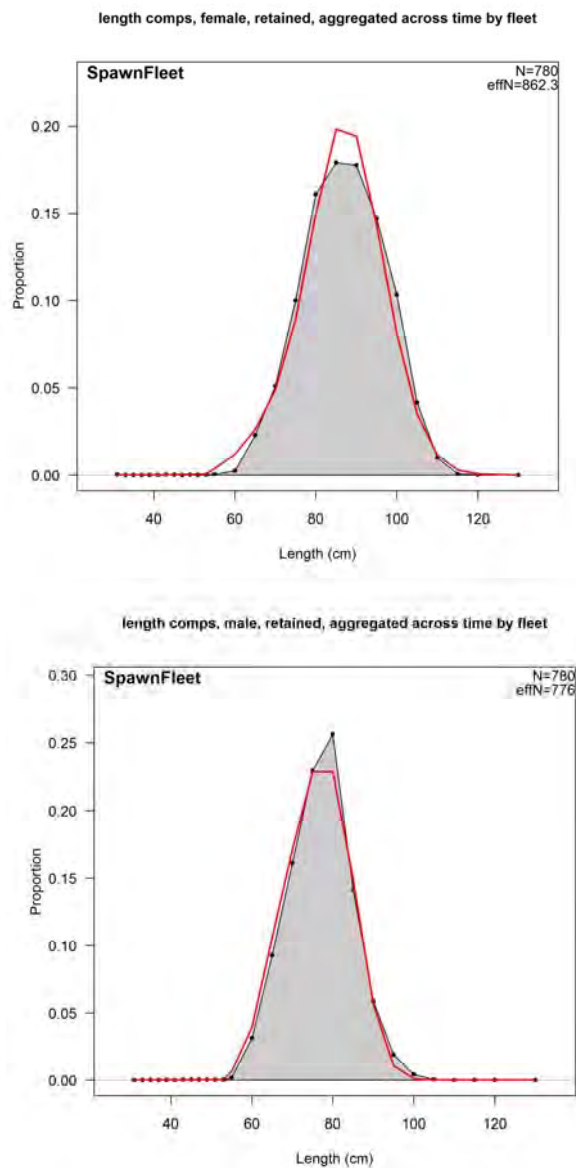 length comps, female, retained, aggregated across time by fleet
SpawnFleet
N=780
effN=862.3
0.20
0.15
0.10
0.05
0.00
Proportion
40 60 80 100 120
Length (cm)
length comps, male, retained, aggregated across time by fleet
SpawnFleet
N=780
effN=776
0.30
0.25
0.20
0.15
0.10
0.05
0.00
Proportion
40 60 80 100 120
Length (cm)